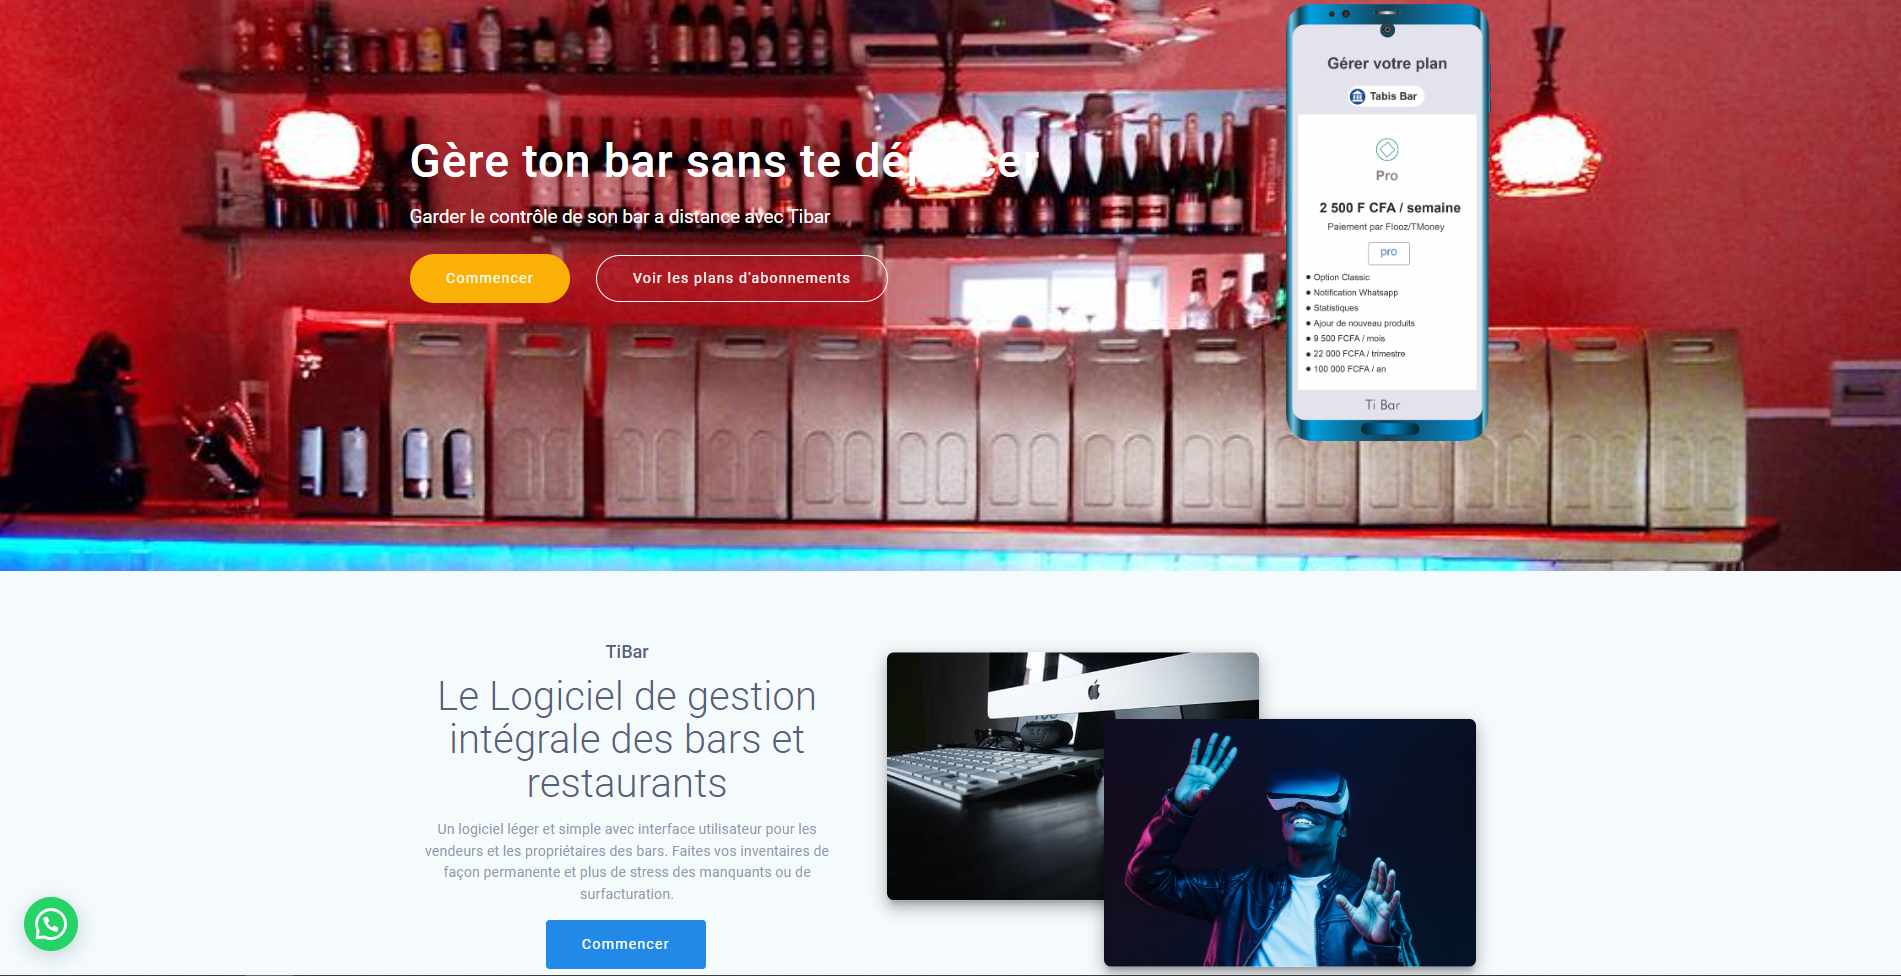 Gère ton bar sans te déplacer
Garder le contrôle de son bar a distance avec Tibar
Commencer
Voir les plans d'abonnements
Gérer votre plan
Tabis Bar
Pro
2 500 F CFA / semaine
Paiement par Flooz/TMoney
pro
• Option Classic
• Notification Whatsapp
• Statistiques
• Ajour de nouveau produits
• 9 500 FCFA / mois
• 22 000 FCFA / trimestre
• 100 000 FCFA / an
Ti Bar
TiBar
Le Logiciel de gestion
intégrale des bars et
restaurants
Un logiciel léger et simple avec interface utilisateur pour les
vendeurs et les propriétaires des bars. Faites vos inventaires de
façon permanente et plus de stress des manquants ou de
surfacturation.
Commencer